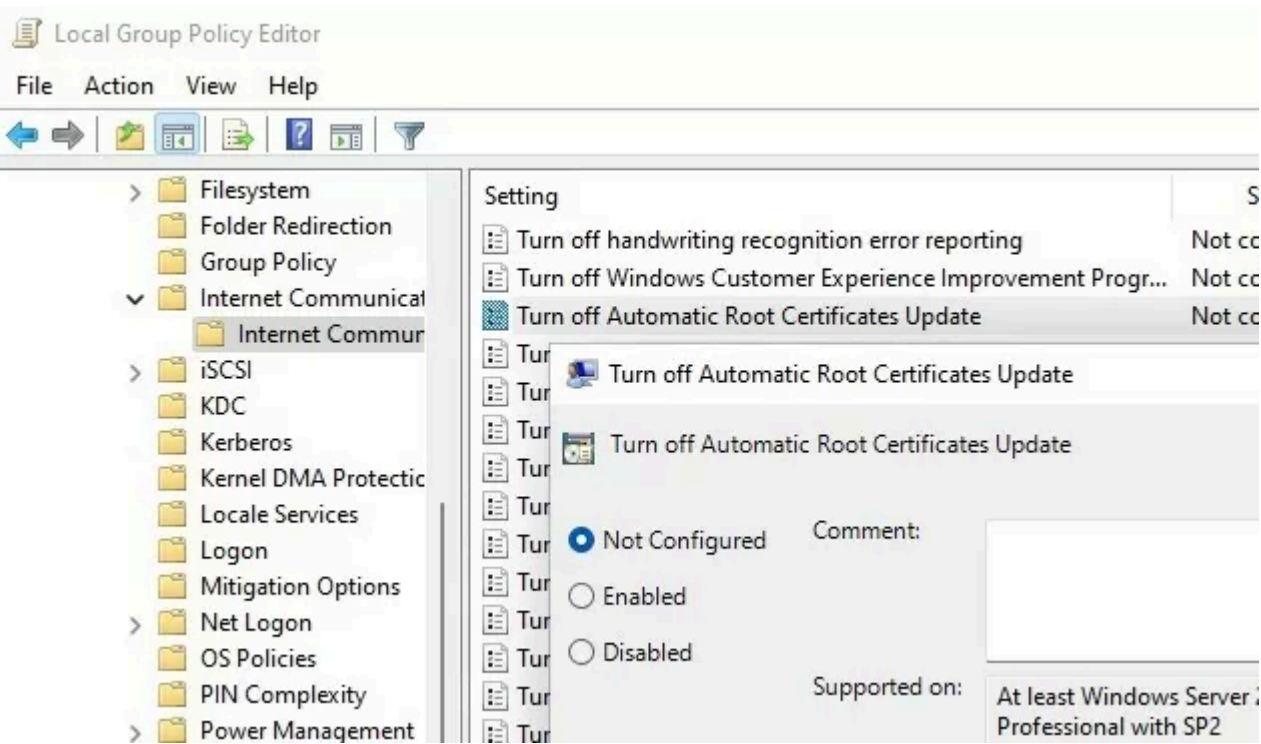 Local Group Policy Editor
File Action View Help
Filesystem
Folder Redirection
Group Policy
Internet Communicat
Internet Commur
iSCSI
KDC
Kerberos
Kernel DMA Protectic
Locale Services
Logon
Mitigation Options
Net Logon
OS Policies
PIN Complexity
Power Management
Setting S
Turn off handwriting recognition error reporting Not cc
Turn off Windows Customer Experience Improvement Progr... Not cc
Turn off Automatic Root Certificates Update Not cc
Tur
Tur
Tur
Tur
Tur
Tur
Tur
Tur
Tur
Tur
Tur
Turn off Automatic Root Certificates Update
Turn off Automatic Root Certificates Update
Not Configured
Enabled
Disabled
Comment:
Supported on:
At least Windows Server
Professional with SP2